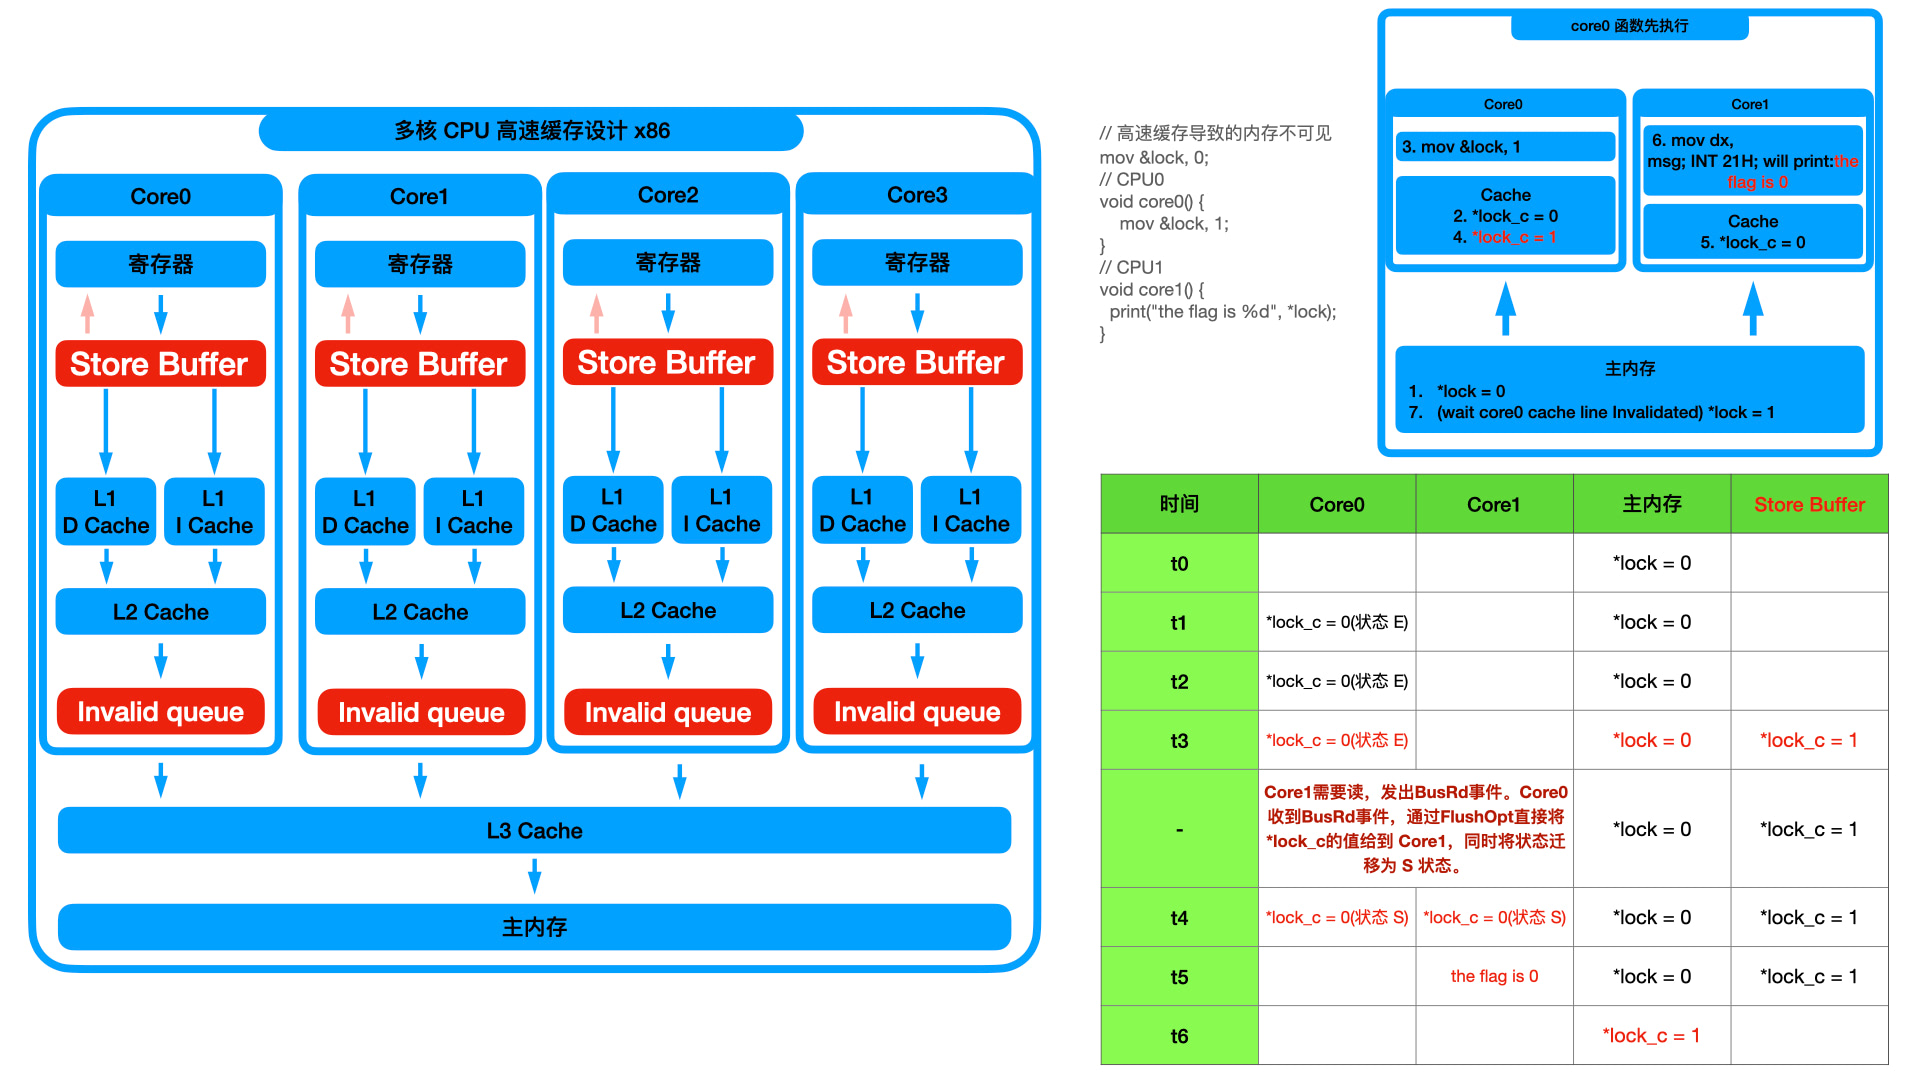 多核 CPU 高速缓存设计 x86
Core0
Core1
Core2
Core3
寄存器
寄存器
寄存器
寄存器
Store Buffer
Store Buffer
Store Buffer
Store Buffer
L1
D Cache
L1
I Cache
L1
D Cache
L1
I Cache
L1
D Cache
L1
I Cache
L1
D Cache
L1
I Cache
L2 Cache
L2 Cache
L2 Cache
L2 Cache
Invalid queue
Invalid queue
Invalid queue
Invalid queue
L3 Cache
主内存
// 高速缓存导致的内存不可见
mov &lock, 0;
// CPU0
void core0() {
mov &lock, 1;
}
// CPU1
void core1() {
print("the flag is %d", *lock);
}
core0 函数先执行
Core0
3. mov &lock, 1
Cache
2. *lock_c = 0
4. *lock_c = 1
Core1
6. mov dx,
msg; INT 21H; will print:the
flag is 0
Cache
5. *lock_c = 0
主内存
1. *lock = 0
7. (wait core0 cache line Invalidated) *lock = 1
时间 Core0 Core1 主内存 Store Buffer
t0 *lock = 0
t1 *lock_c = 0(状态 E) *lock = 0
t2 *lock_c = 0(状态 E) *lock = 0
t3 *lock_c = 0(状态 E) *lock = 0 *lock_c = 1
Core1需要读，发出BusRd事件。Core0
收到BusRd事件，通过FlushOpt直接将
*lock_c的值给到 Core1，同时将状态迁
移为 S 状态。
- *lock = 0 *lock_c = 1
t4 *lock_c = 0(状态 S) *lock_c = 0(状态 S) *lock = 0 *lock_c = 1
t5 the flag is 0 *lock = 0 *lock_c = 1
t6 *lock_c = 1